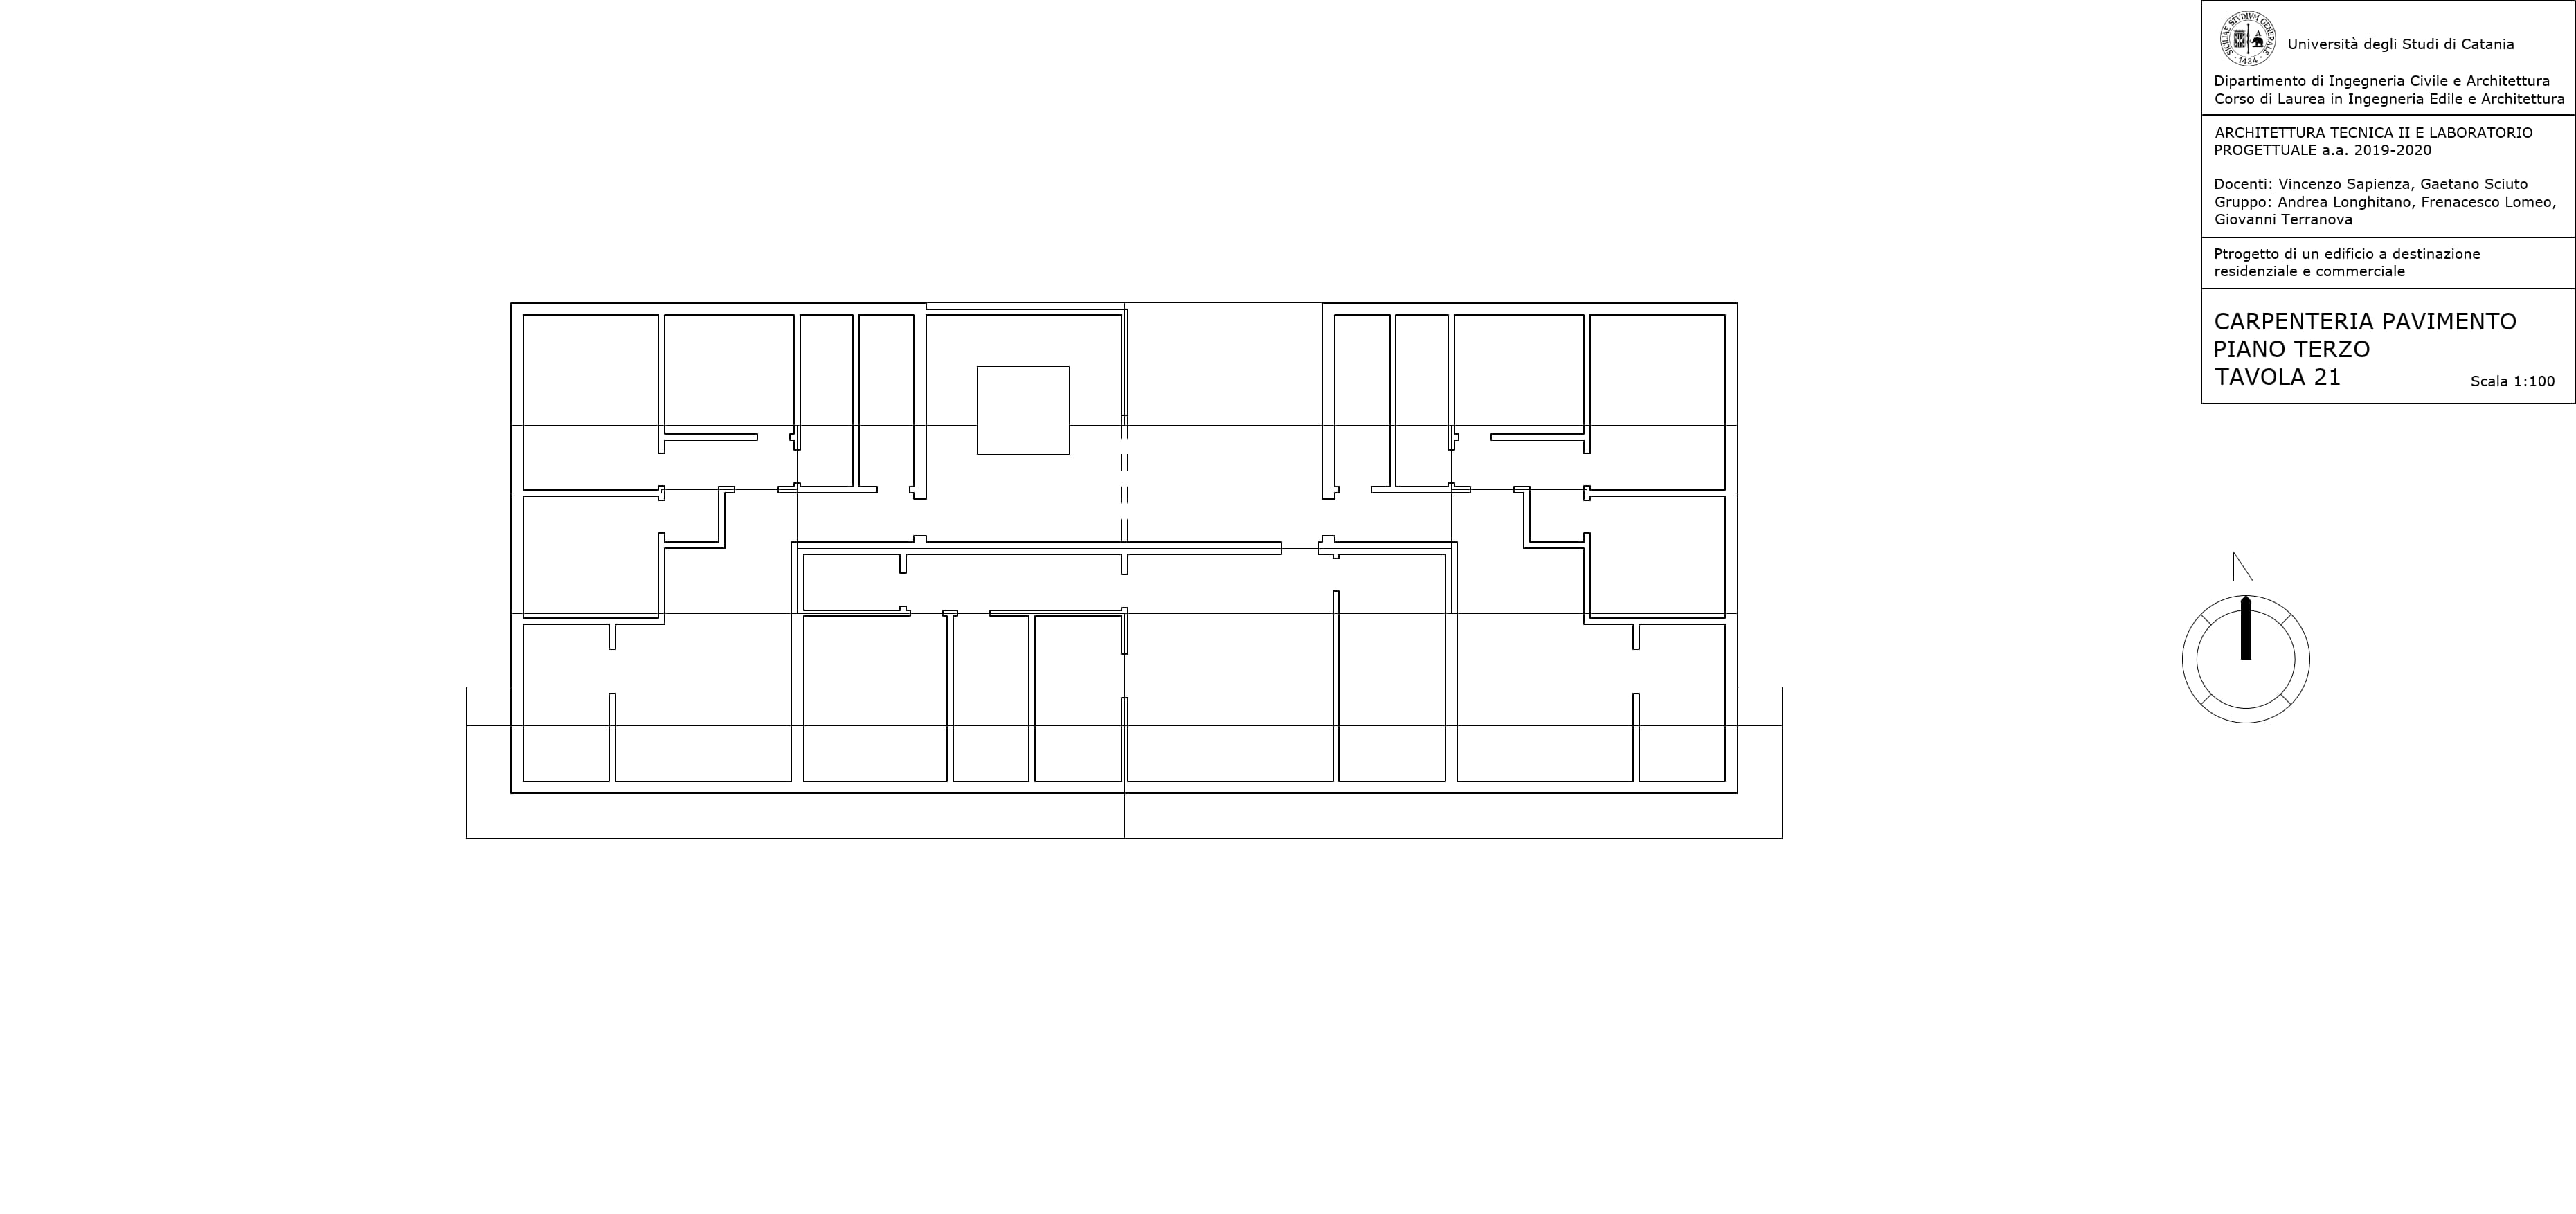 SICILIAE STVDIVM GENERALE
· 1434 ·
Università degli Studi di Catania
Dipartimento di Ingegneria Civile e Architettura
Corso di Laurea in Ingegneria Edile e Architettura
ARCHITETTURA TECNICA II E LABORATORIO
PROGETTUALE a.a. 2019-2020
Docenti: Vincenzo Sapienza, Gaetano Sciuto
Gruppo: Andrea Longhitano, Frenacesco Lomeo,
Giovanni Terranova
Ptrogetto di un edificio a destinazione
residenziale e commerciale
CARPENTERIA PAVIMENTO
PIANO TERZO
TAVOLA 21
Scala 1:100
N